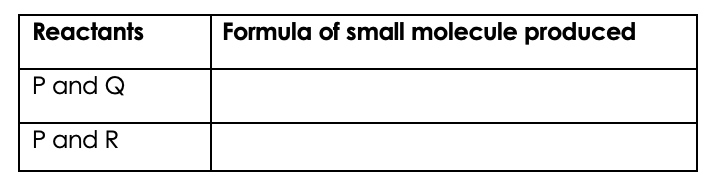 Reactants Formula of small molecule produced
P and Q
P and R